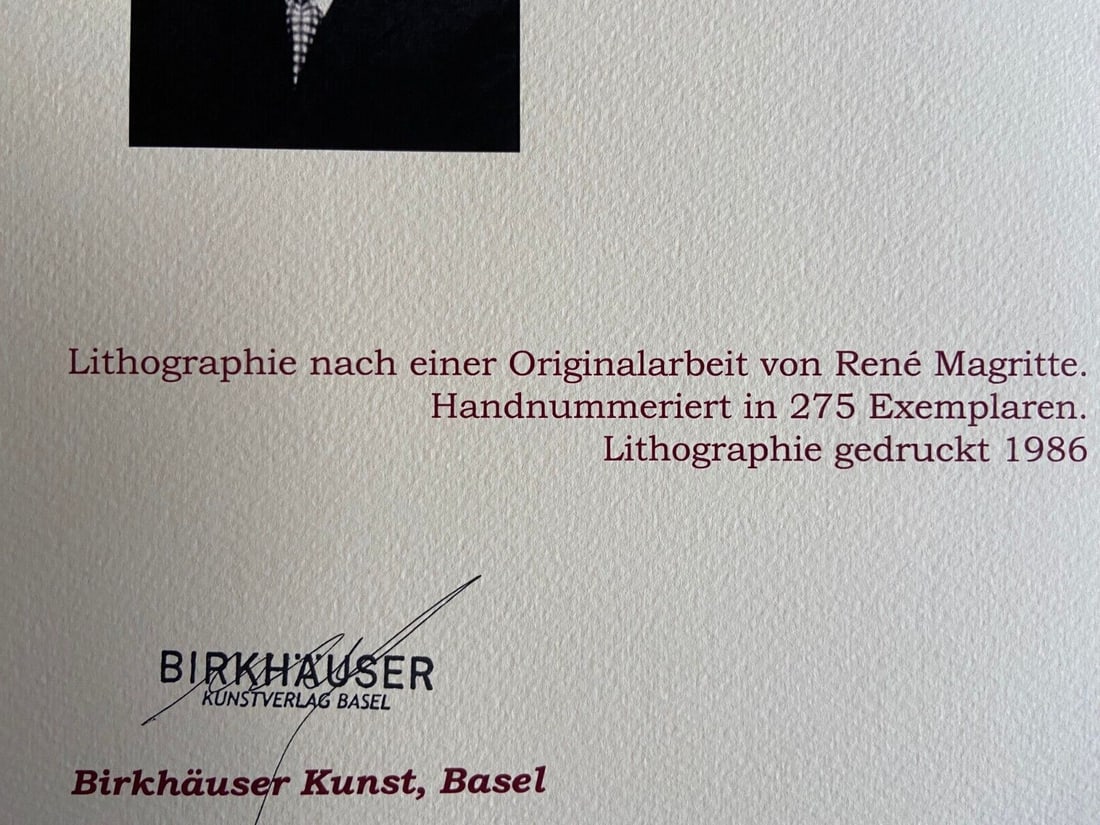 Lithographie nach einer Originalarbeit von René Magritte.
Handnummeriert in 275 Exemplaren.
Lithographie gedruckt 1986
BIRKHÄUSER
KUNSTVERLAG BASEL
Birkhäuser Kunst, Basel